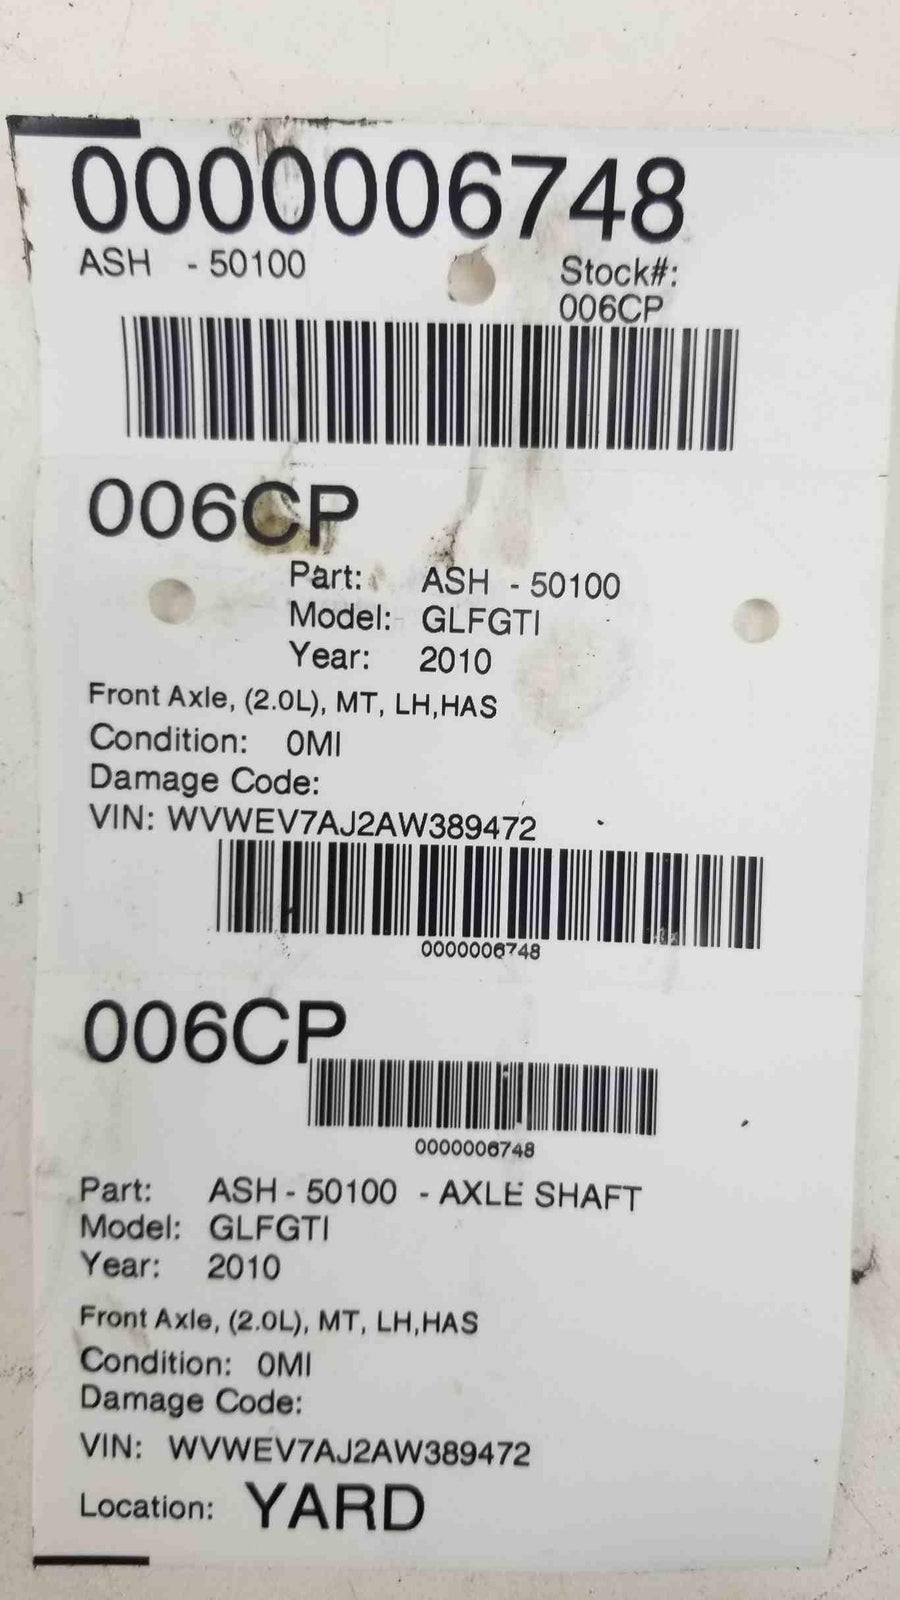 0000006748
ASH - 50100
Stock#:
006CP
006CP
Part: ASH - 50100
Model: GLFGTI
Year: 2010
Front Axle, (2.0L), MT, LH,HAS
Condition: 0MI
Damage Code:
VIN: WVWEV7AJ2AW389472
0000006748
006CP
0000006748
Part: ASH - 50100 - AXLE SHAFT
Model: GLFGTI
Year: 2010
Front Axle, (2.0L), MT, LH,HAS
Condition: 0MI
Damage Code:
VIN: WVWEV7AJ2AW389472
Location: YARD